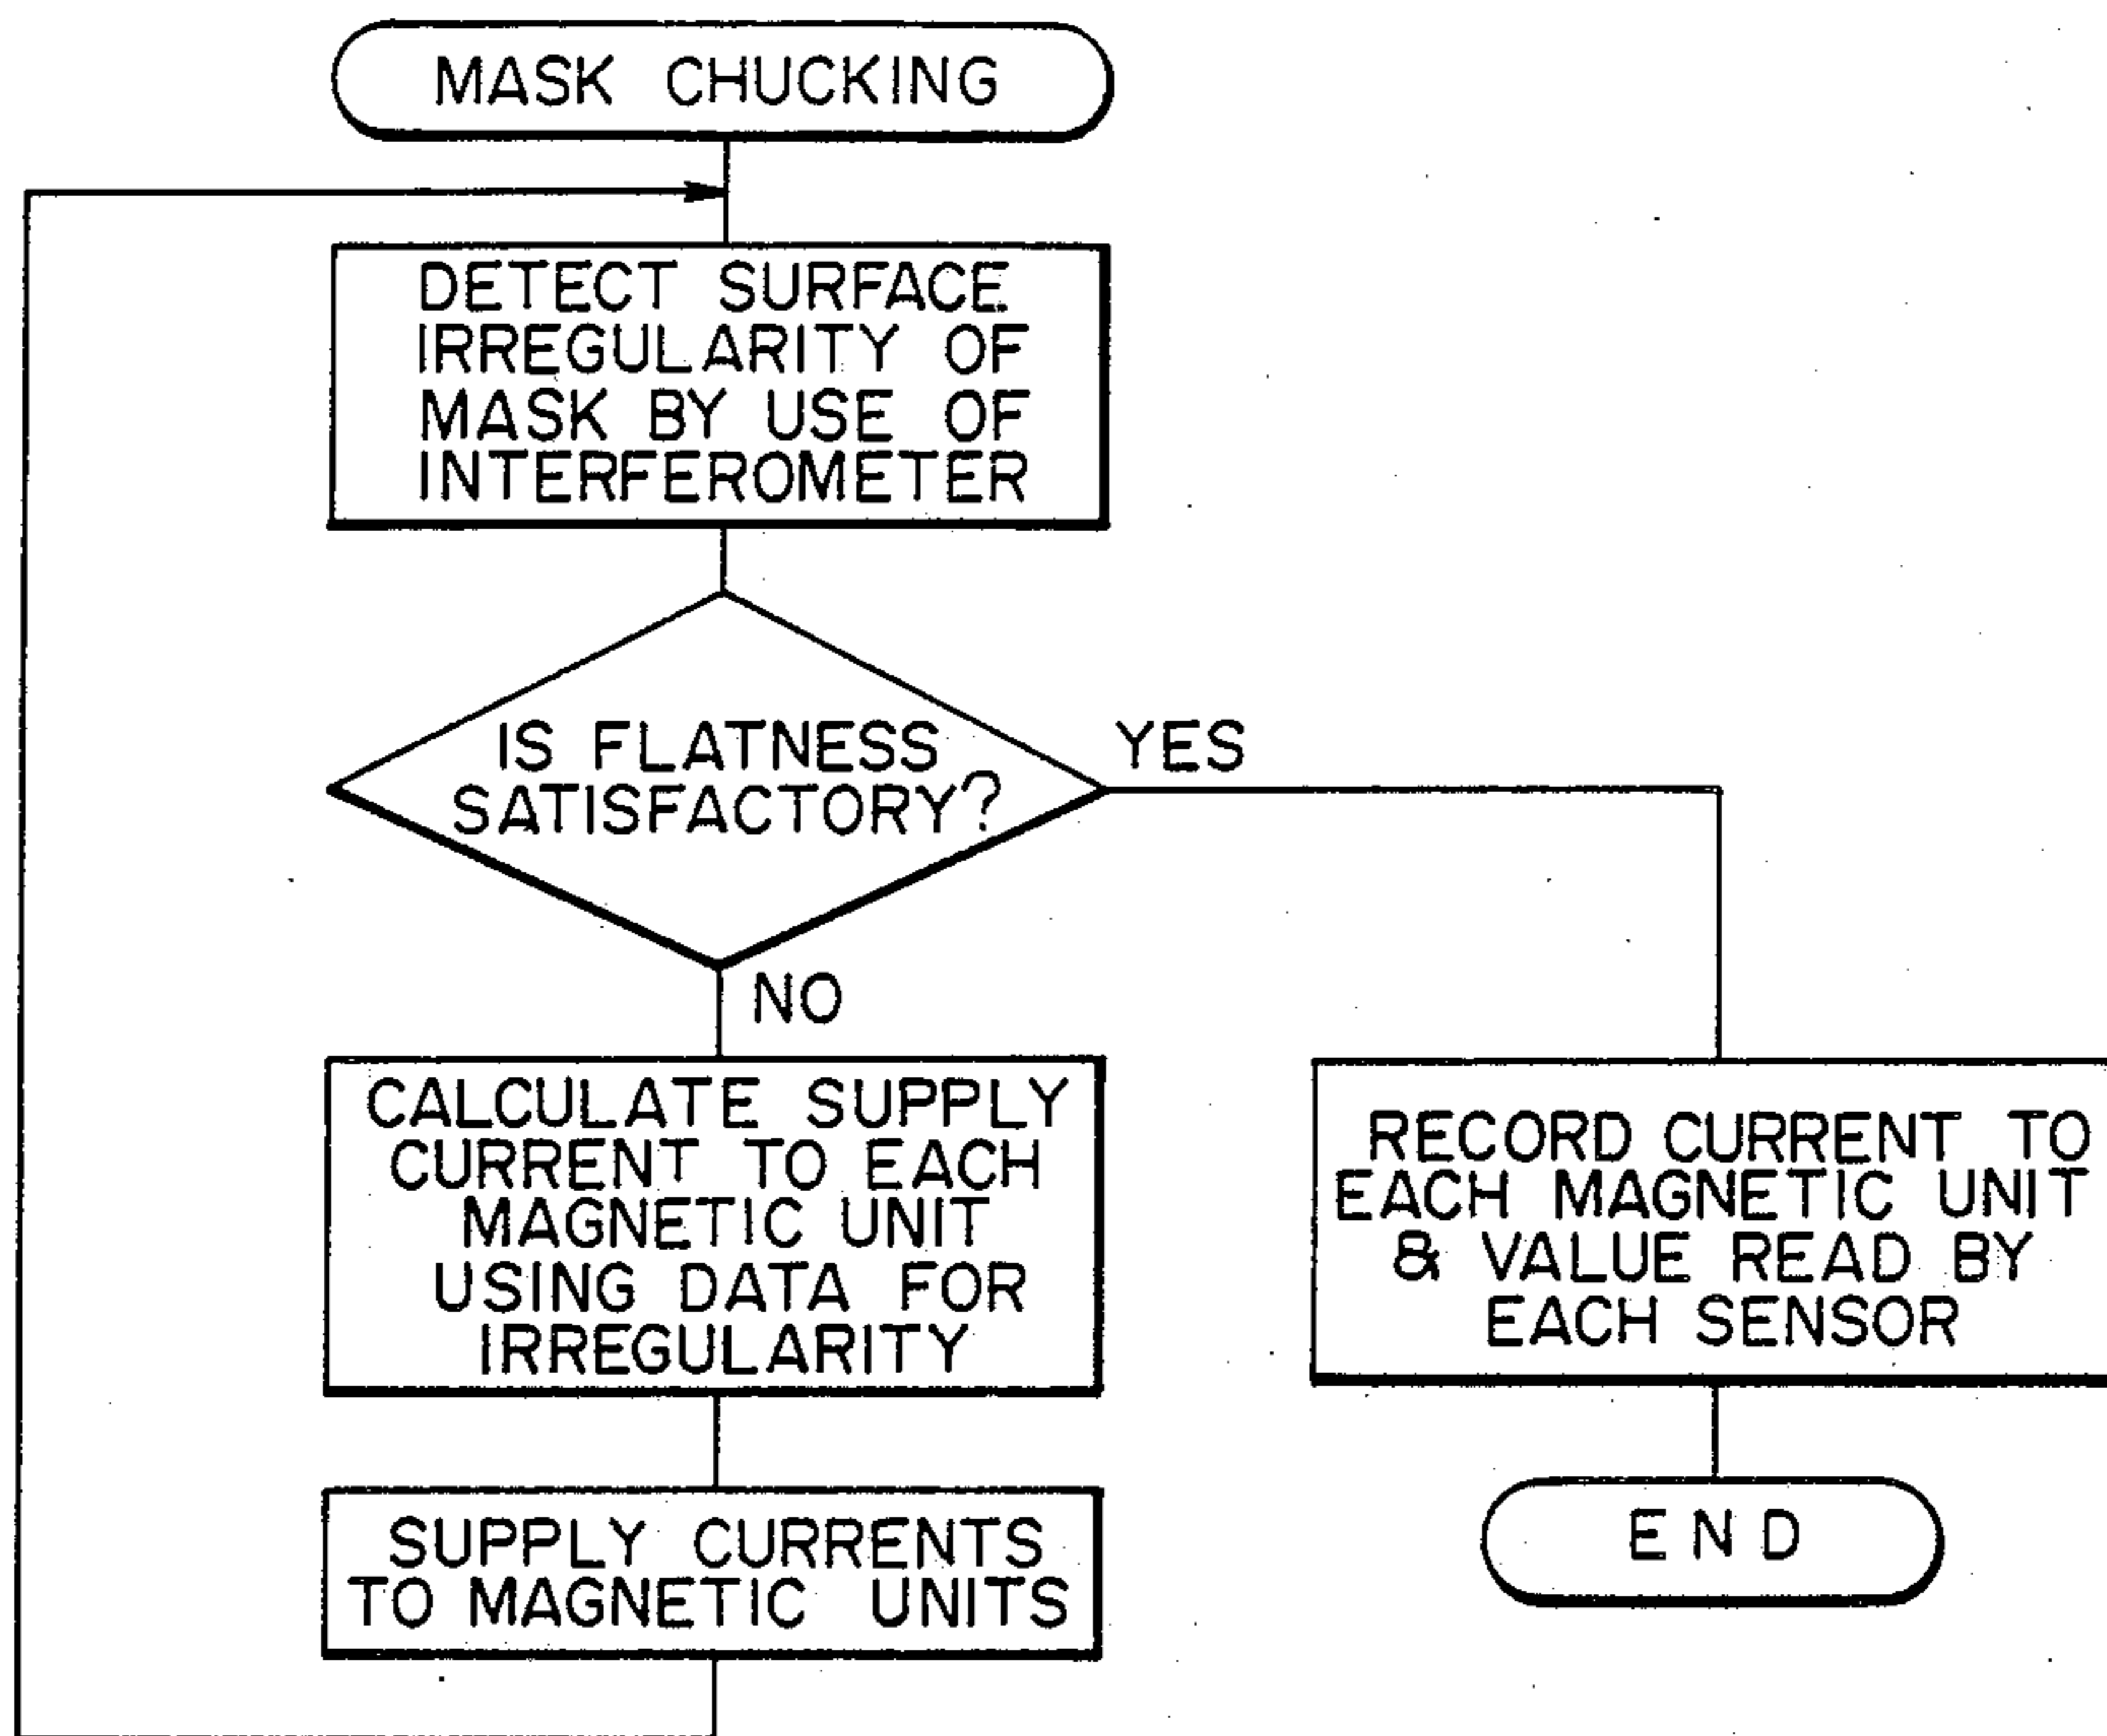 MASK CHUCKING
DETECT SURFACE
IRREGULARITY OF
MASK BY USE OF
INTERFEROMETER
IS FLATNESS
SATISFACTORY?
YES
NO
CALCULATE SUPPLY
CURRENT TO EACH
MAGNETIC UNIT
USING DATA FOR
IRREGULARITY
SUPPLY CURRENTS
TO MAGNETIC UNITS
RECORD CURRENT TO
EACH MAGNETIC UNIT
& VALUE READ BY
EACH SENSOR
END